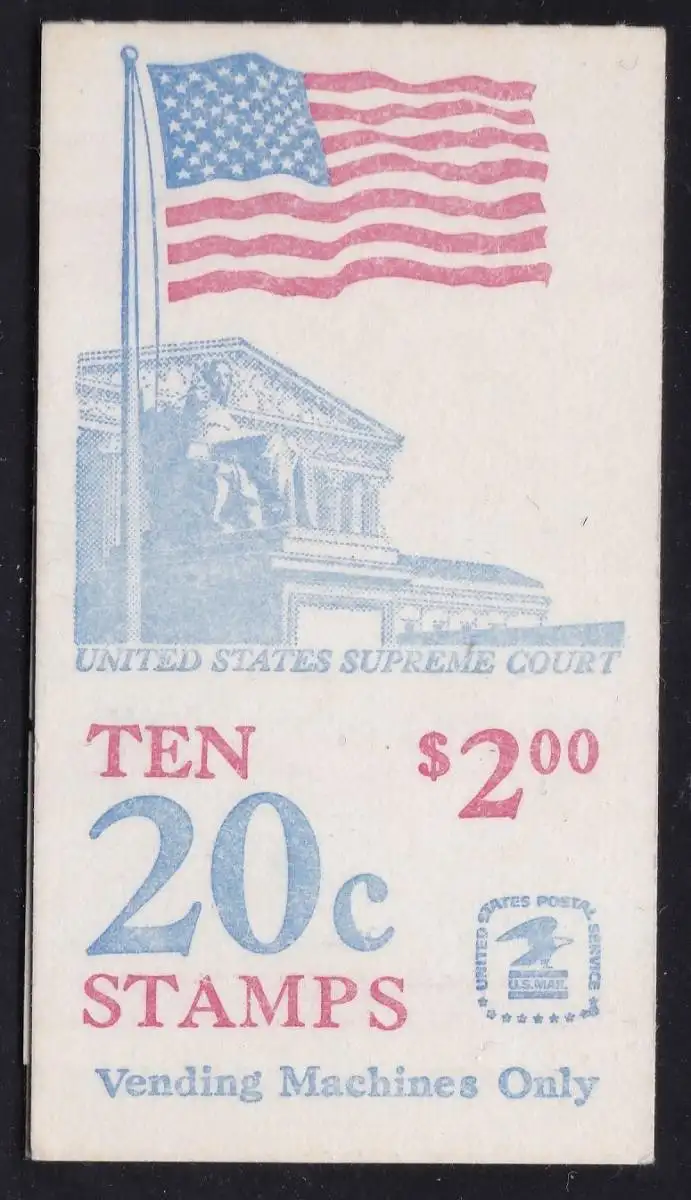 UNITED STATES SUPREME COURT
TEN $2.00
20c
STAMPS
UNITED STATES POSTAL SERVICE
U.S. MAIL
Vending Machines Only